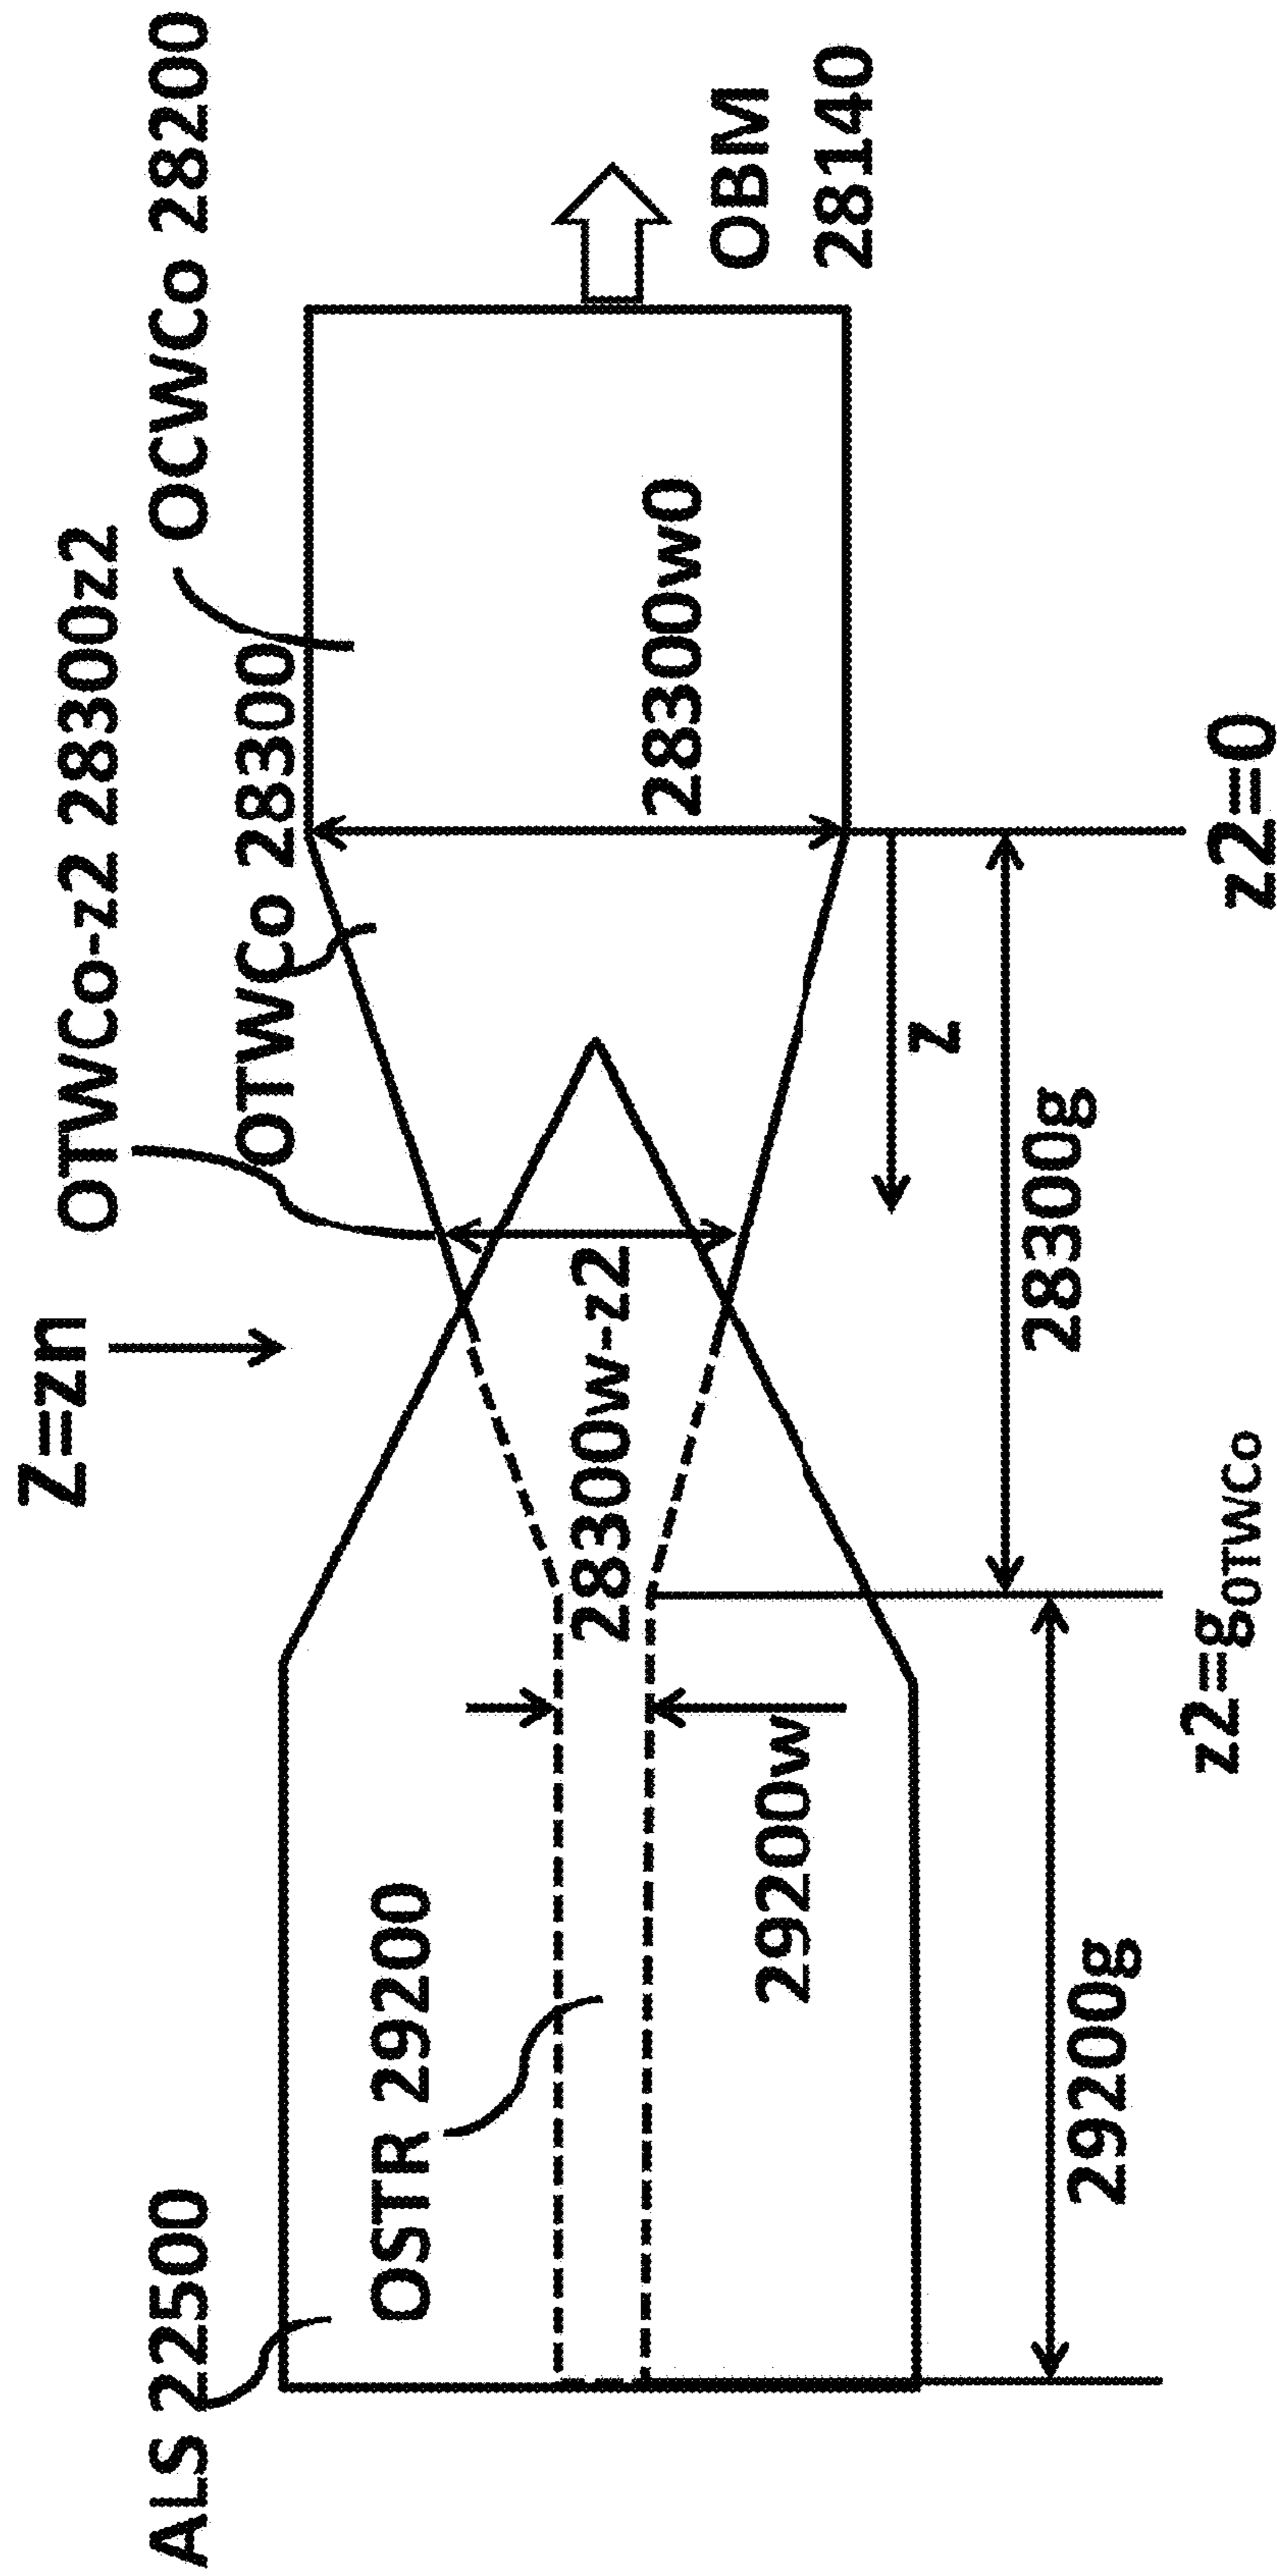 Z=zn
OTWCo-z2 28300z2
ALS 22500
OCWCo 28200
OTWCo 28300
OSTR 29200
28300w-z2
28300w0
OBM
28140
29200w
z
28300g
29200g
z2=gOTWCo
z2=0